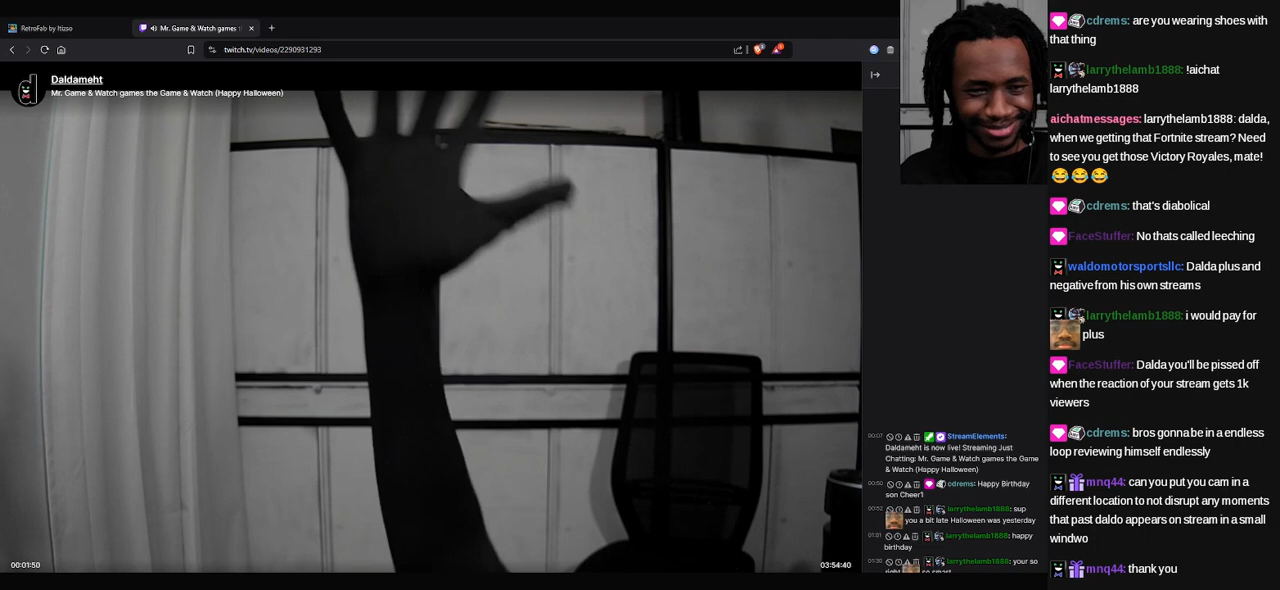 RetroFab by Itizso
Mr. Game & Watch games t
twitch.tv/videos/2290931293
Daldameht
Mr. Game & Watch games the Game & Watch (Happy Halloween)
00:01:50
03:54:40
00:07 StreamElements:
Daldameht is now live! Streaming Just
Chatting: Mr. Game & Watch games the Game
& Watch (Happy Halloween)
00:50 cdrems: Happy Birthday
son Cheer1
00:52 larrythelamb1888: sup
you a bit late Halloween was yesterday
01:31 larrythelamb1888: happy
birthday
larrythelamb1888: your so
cdrems: are you wearing shoes with
that thing
larrythelamb1888: !aichat
larrythelamb1888
aichatmessages: larrythelamb1888: dalda,
when we getting that Fortnite stream? Need
to see you get those Victory Royales, mate!
cdrems: that's diabolical
FaceStuffer: No thats called leeching
waldomotorsportsllc: Dalda plus and
negative from his own streams
larrythelamb1888: i would pay for
plus
FaceStuffer: Dalda you'll be pissed off
when the reaction of your stream gets 1k
viewers
cdrems: bros gonna be in a endless
loop reviewing himself endlessly
mnq44: can you put you cam in a
different location to not disrupt any moments
that past daldo appears on stream in a small
windwo
mnq44: thank you